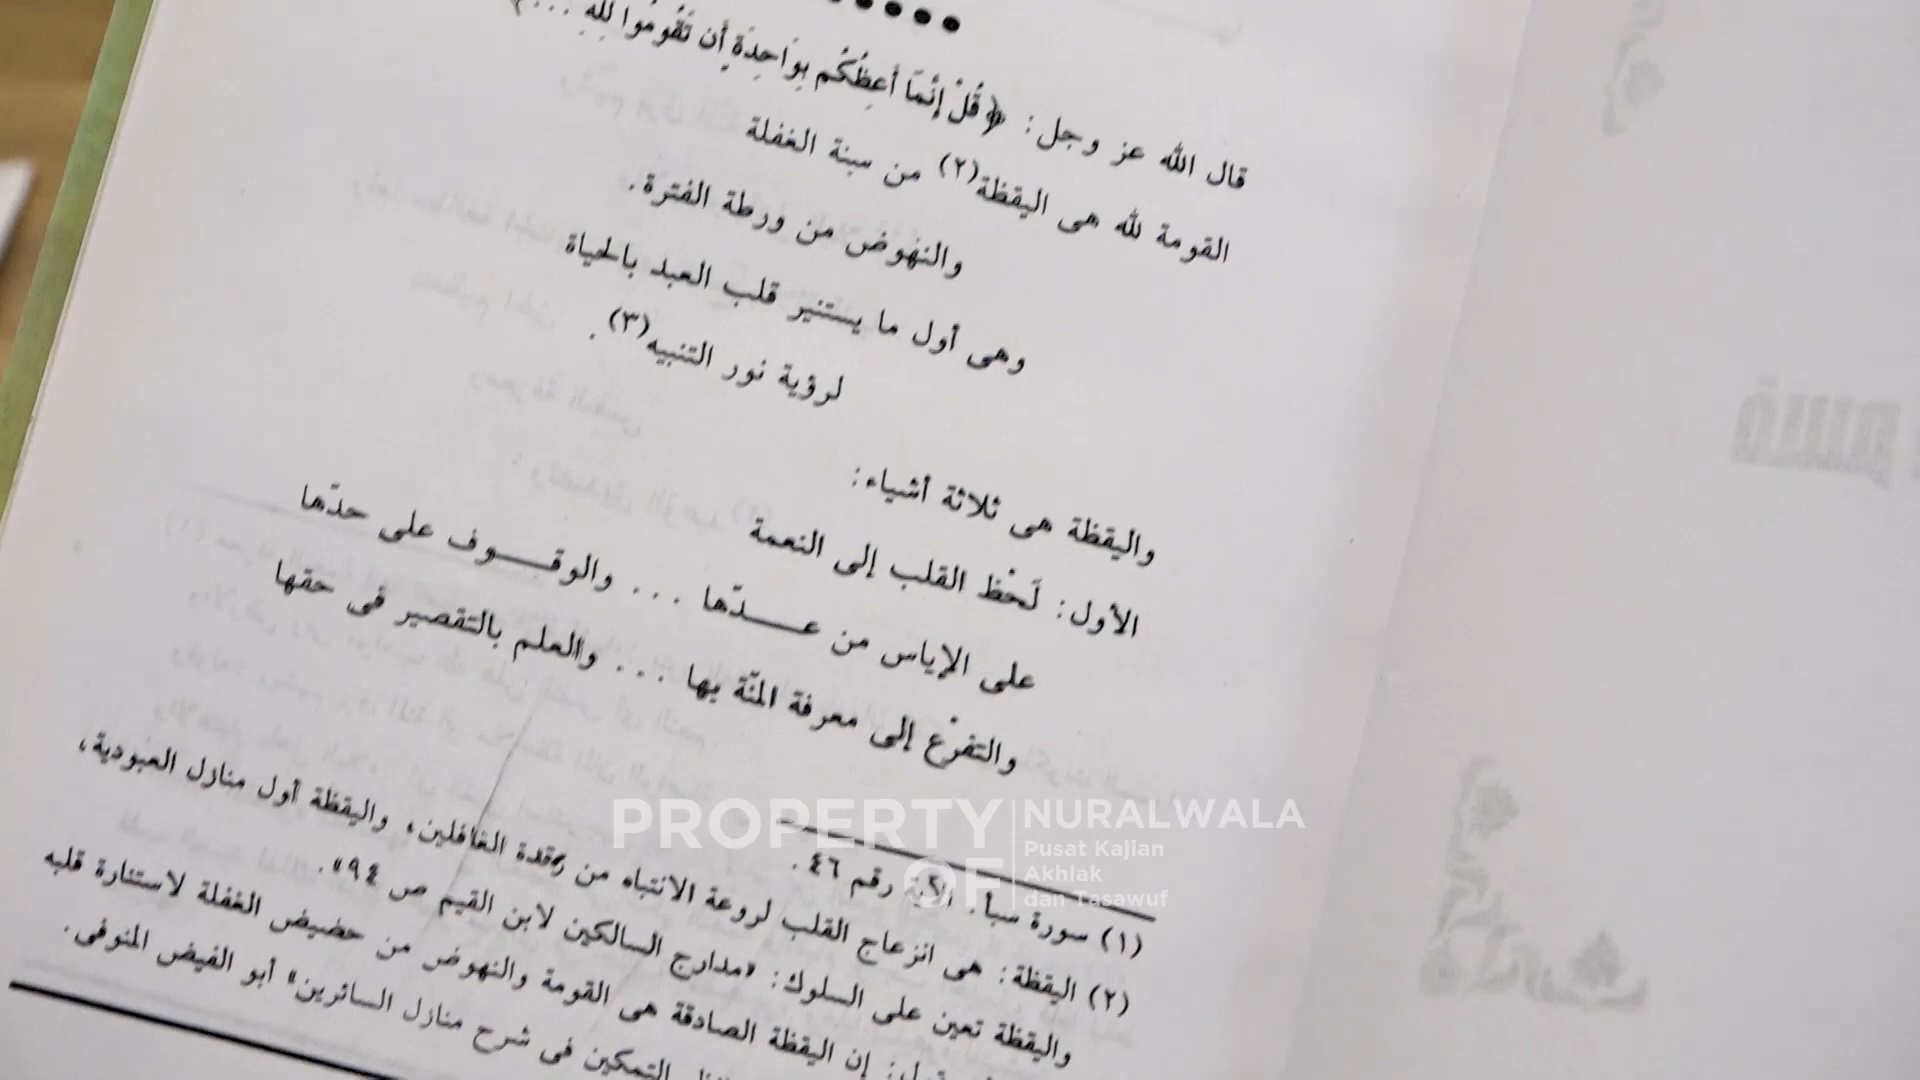 قال الله عز وجل: ﴿قُلْ إِنَّمَا أَعِظُكُم بِوَاحِدَةٍ أَن تَقُومُوا لِلَّهِ ...
القومة لله هى اليقظة(٢) من سِنة الغفلة
والنهوض من ورطة الفترة.
وهى أول ما يستنير قلب العبد بالحياة
لرؤية نور التنبيه(٣).
واليقظة هى ثلاثة أشياء:
الأول: لَحْظ القلب إلى النعمة
على الإياس من عـــدّها ... والوقـــوف على حدّها
والتفرّغ إلى معرفة المنّة بها ... والعلم بالتقصير فى حقها
(١) سورة سبأ. الآية رقم ٤٦.
(٢) اليقظة: هى انزعاج القلب لروعة الانتباه من رقدة الغافلين، واليقظة أول منازل العبودية،
واليقظة تعين على السلوك: «مدارج السالكين لابن القيم ص ٩٤».
إن اليقظة الصادقة هى القومة والنهوض من حضيض الغفلة لاستنارة قلبه
التمكين فى شرح منازل السائرين» أبو الفيض المنوفى.
قسم
PROPERTY OF
NURALWALA
Pusat Kajian
Akhlak
dan Tasawuf